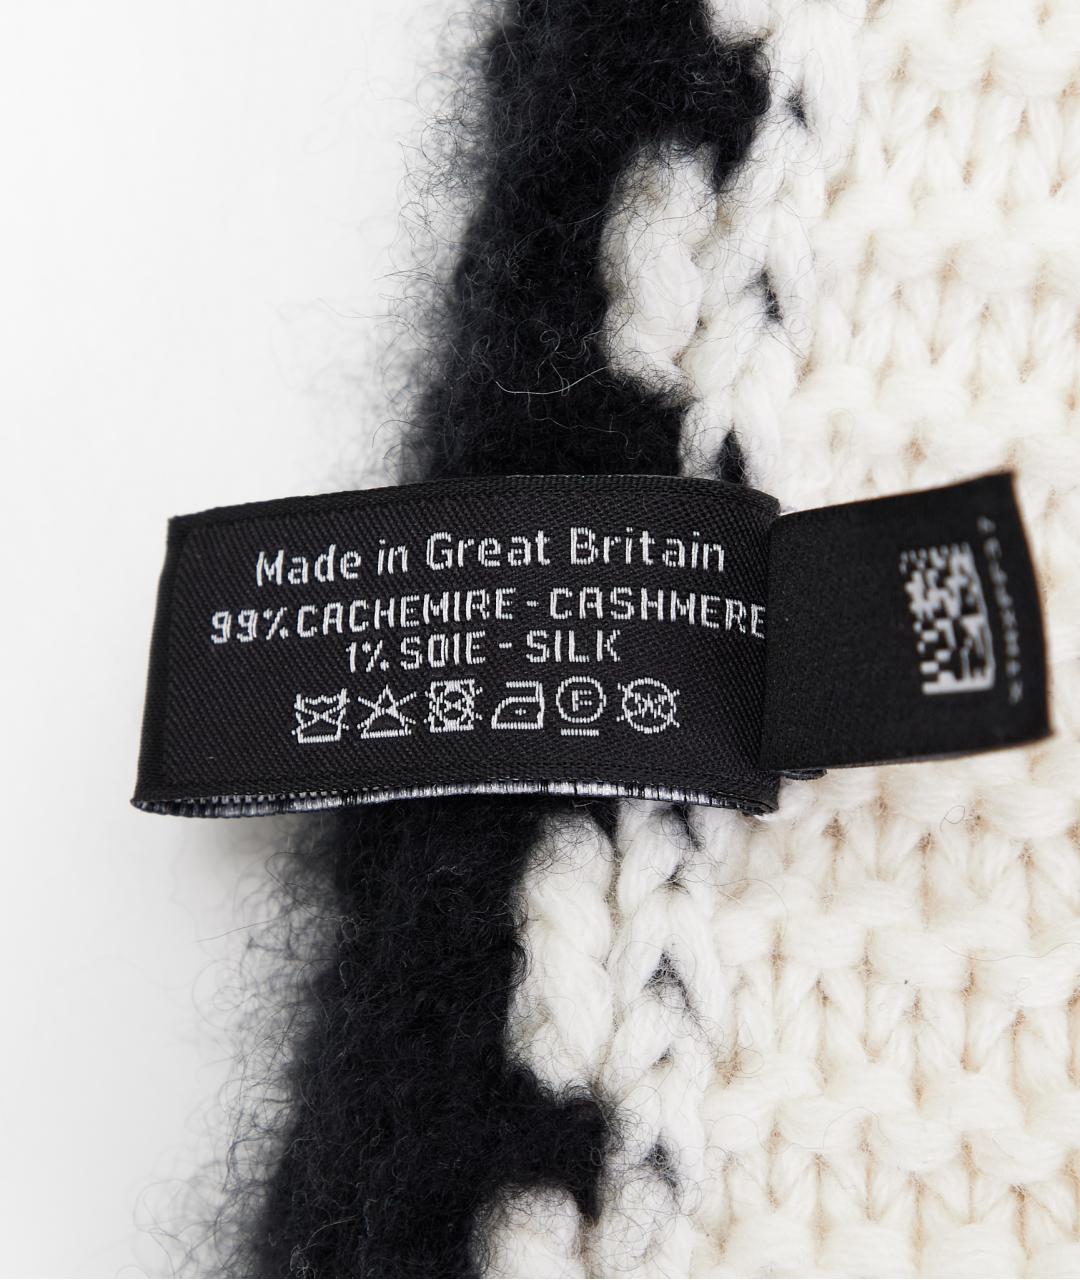 Made in Great Britain
99% CACHEMIRE - CASHMERE
1% SOIE - SILK